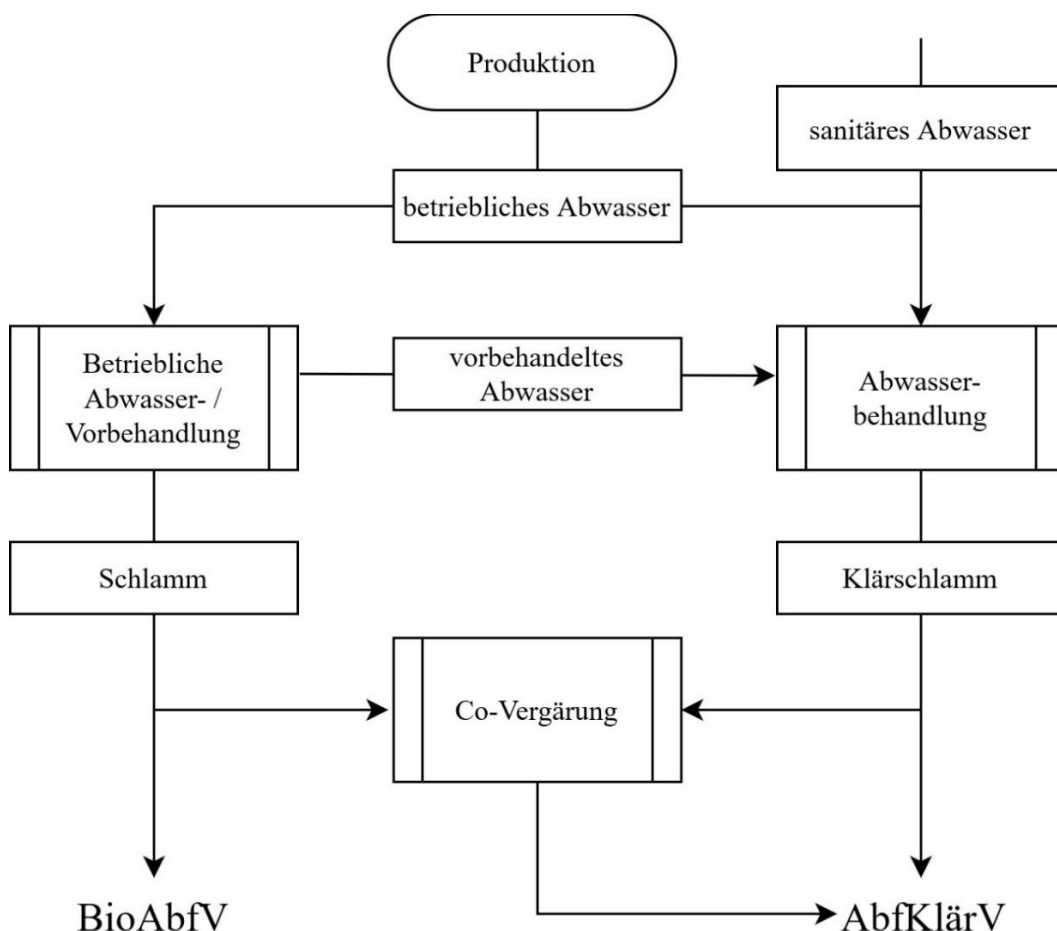 Produktion
sanitäres Abwasser
betriebliches Abwasser
Betriebliche
Abwasser- /
Vorbehandlung
vorbehandeltes
Abwasser
Abwasser-
behandlung
Schlamm
Klärschlamm
Co-Vergärung
BioAbfV
AbfKlärV